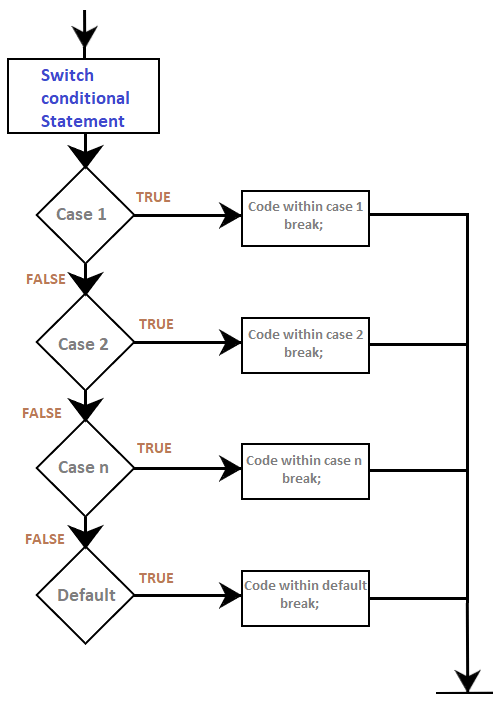 Switch
conditional
Statement
Case 1
TRUE
Code within case 1
break;
FALSE
Case 2
TRUE
Code within case 2
break;
FALSE
Case n
TRUE
Code within case n
break;
FALSE
Default
TRUE
Code within default
break;